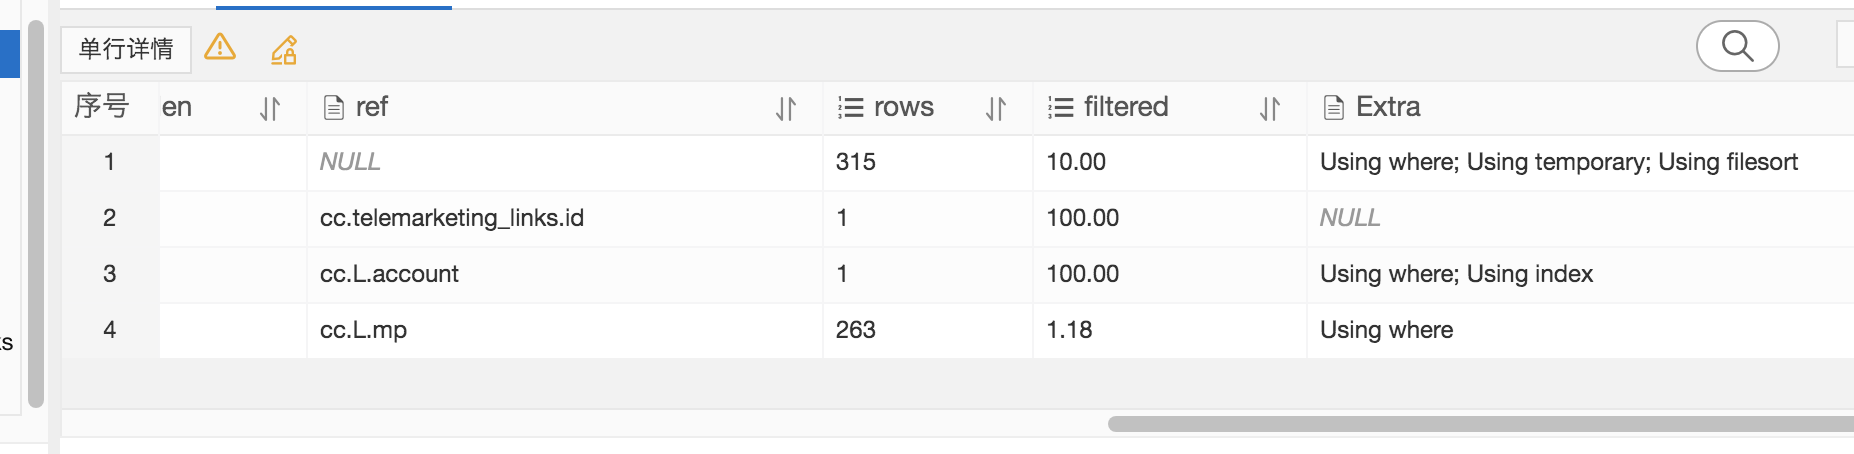 单行详情
序号 en ref rows filtered Extra
1 NULL 315 10.00 Using where; Using temporary; Using filesort
2 cc.telemarketing_links.id 1 100.00 NULL
3 cc.L.account 1 100.00 Using where; Using index
4 cc.L.mp 263 1.18 Using where